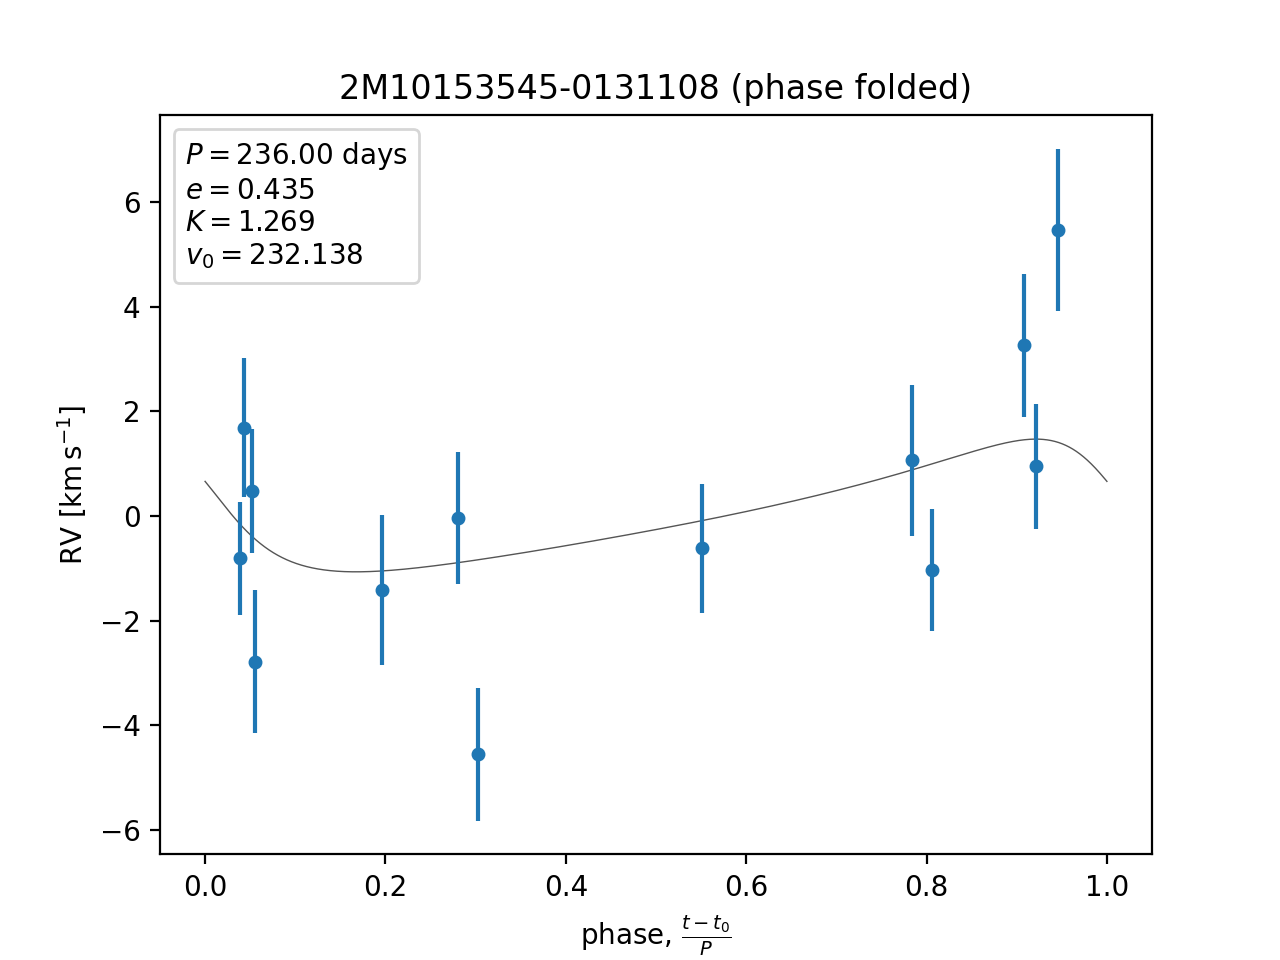 2M10153545-0131108 (phase folded)
P = 236.00 days
e = 0.435
K = 1.269
v₀ = 232.138
6
4
2
0
−2
−4
−6
RV [km s⁻¹]
0.0 0.2 0.4 0.6 0.8 1.0
phase, (t − t₀)/P